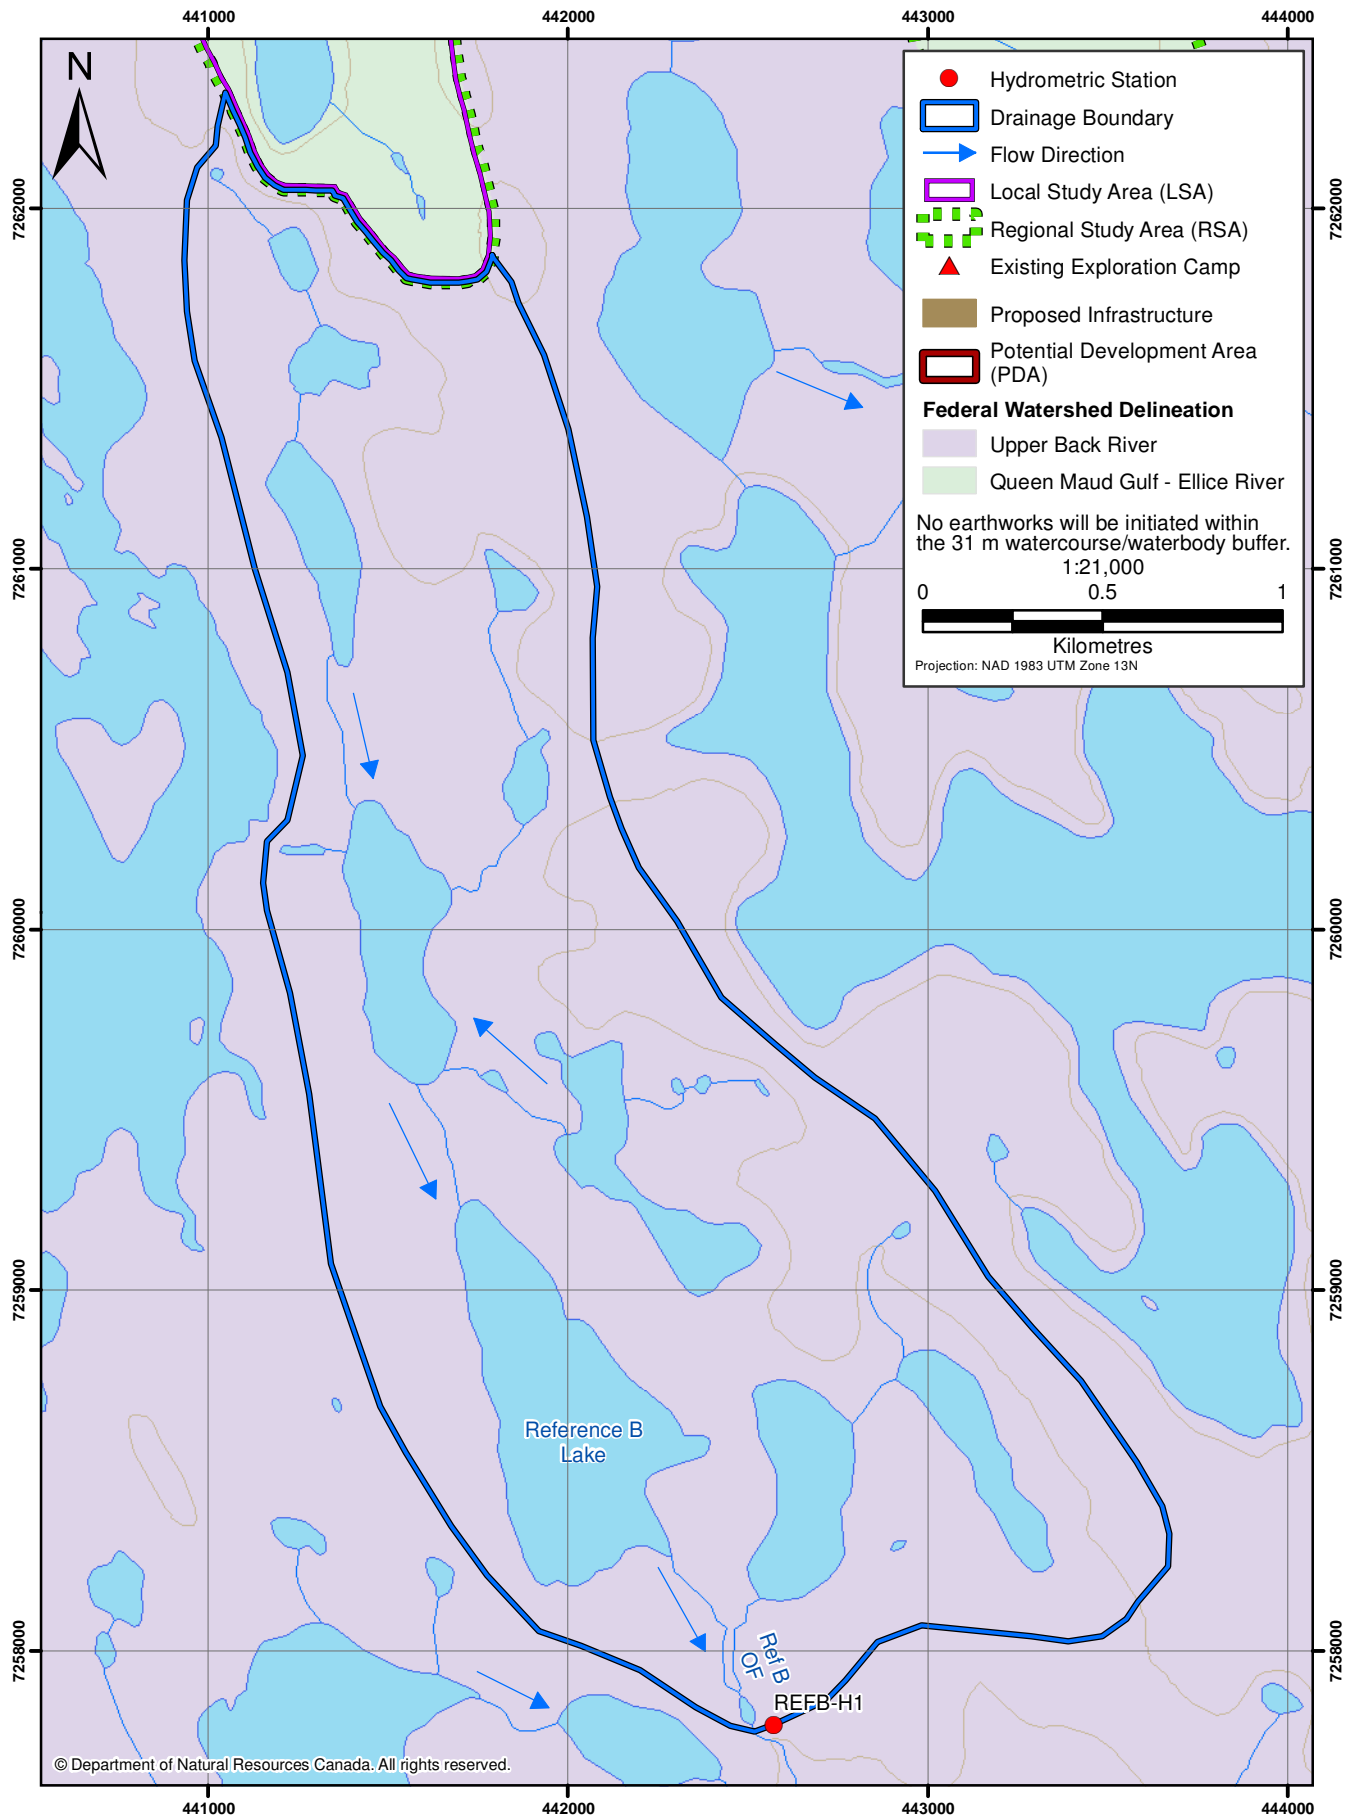 441000
442000
443000
444000
N
Hydrometric Station
Drainage Boundary
Flow Direction
Local Study Area (LSA)
Regional Study Area (RSA)
Existing Exploration Camp
Proposed Infrastructure
Potential Development Area
(PDA)
Federal Watershed Delineation
Upper Back River
Queen Maud Gulf - Ellice River
No earthworks will be initiated within
the 31 m watercourse/waterbody buffer.
1:21,000
0 0.5 1
Kilometres
Projection: NAD 1983 UTM Zone 13N
7262000
7262000
7261000
7261000
7260000
7260000
7259000
7259000
Reference B
Lake
7258000
7258000
Ref B
OF
REFB-H1
© Department of Natural Resources Canada. All rights reserved.
441000
442000
443000
444000